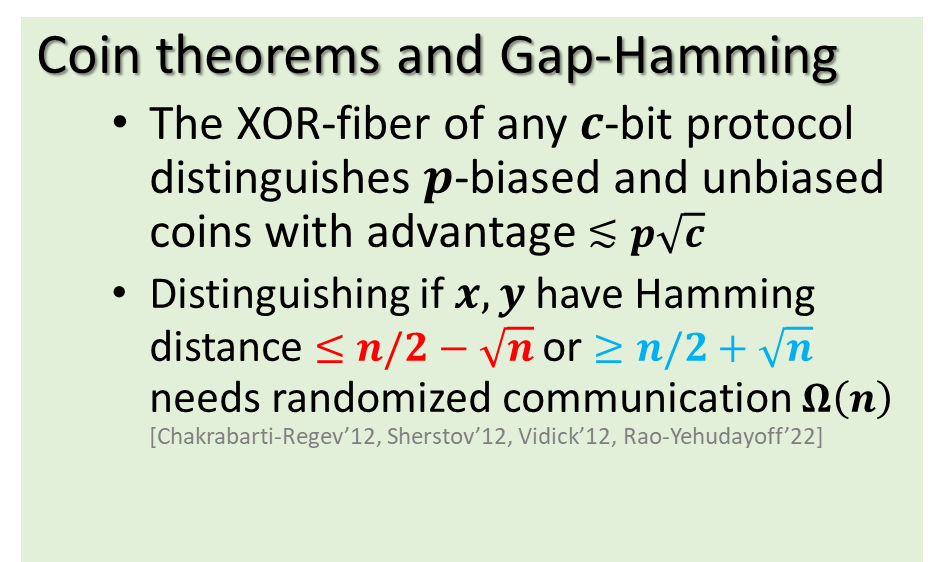 Coin theorems and Gap-Hamming
• The XOR-fiber of any c-bit protocol
distinguishes p-biased and unbiased
coins with advantage ≲ p√c
• Distinguishing if x, y have Hamming
distance ≤ n/2 − √n or ≥ n/2 + √n
needs randomized communication Ω(n)
[Chakrabarti-Regev’12, Sherstov’12, Vidick’12, Rao-Yehudayoff’22]